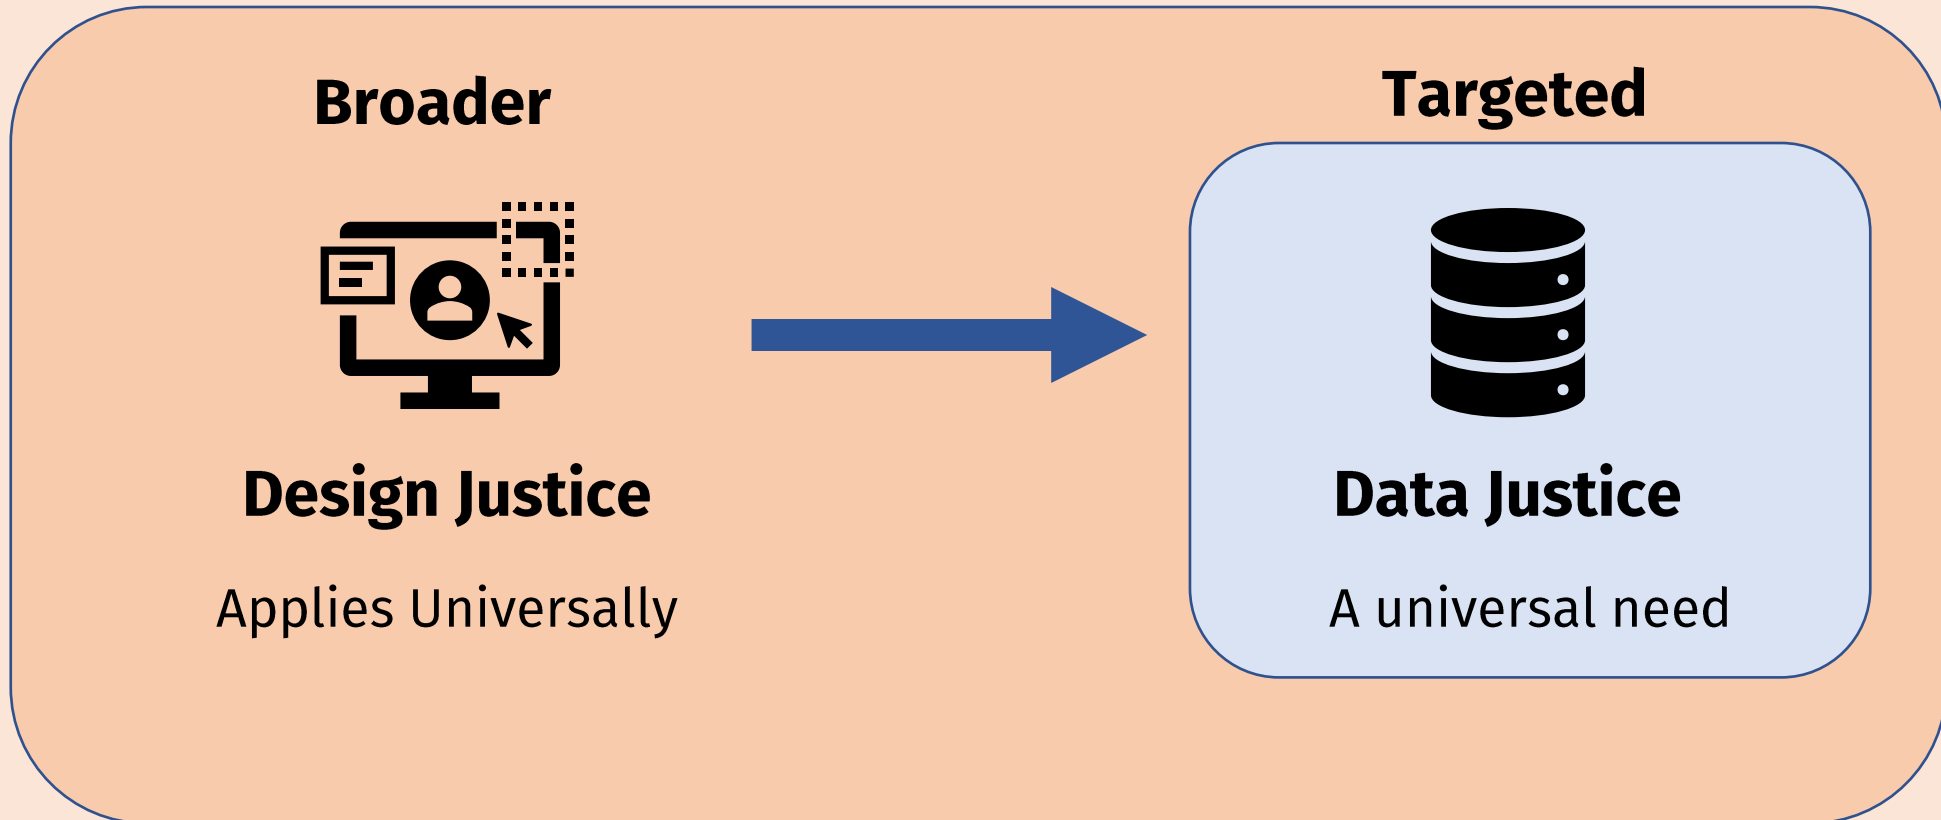 Broader
Design Justice
Applies Universally
Targeted
Data Justice
A universal need